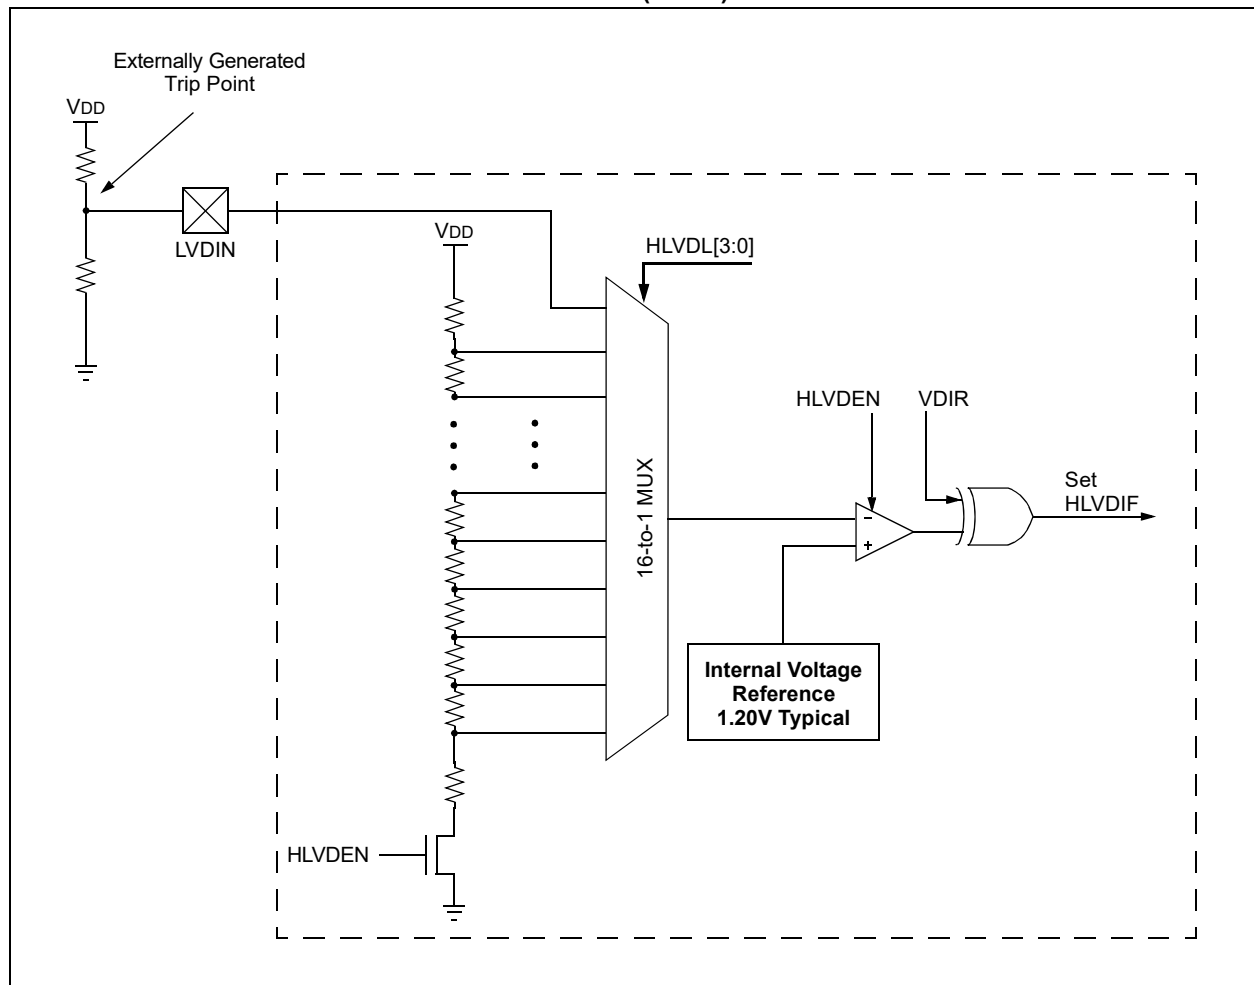 Externally Generated
Trip Point
VDD
LVDIN
VDD
HLVDL[3:0]
16-to-1 MUX
HLVDEN
VDIR
Set
HLVDIF
–
+
Internal Voltage
Reference
1.20V Typical
HLVDEN